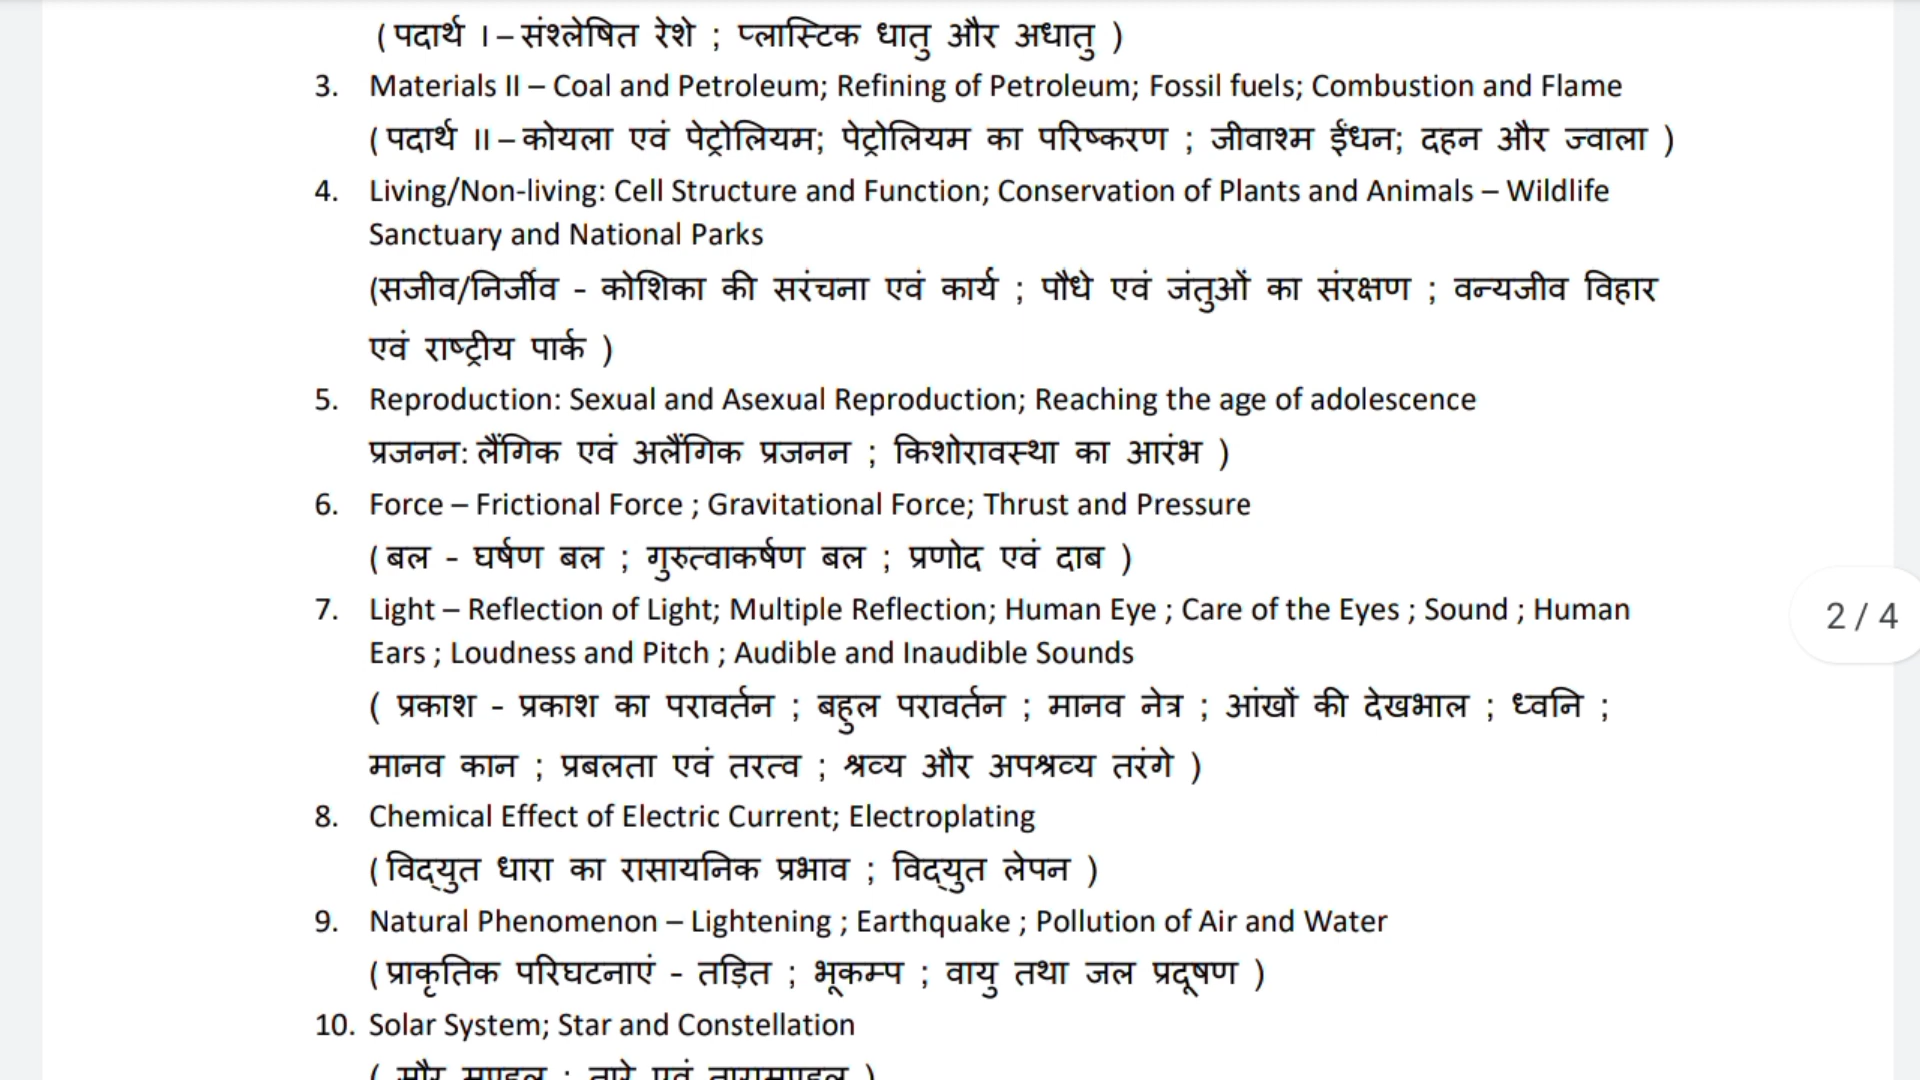 ( पदार्थ I – संश्लेषित रेशे ; प्लास्टिक धातु और अधातु )
3. Materials II – Coal and Petroleum; Refining of Petroleum; Fossil fuels; Combustion and Flame
( पदार्थ II – कोयला एवं पेट्रोलियम; पेट्रोलियम का परिष्करण ; जीवाश्म ईंधन; दहन और ज्वाला )
4. Living/Non-living: Cell Structure and Function; Conservation of Plants and Animals – Wildlife
Sanctuary and National Parks
(सजीव/निर्जीव - कोशिका की सरंचना एवं कार्य ; पौधे एवं जंतुओं का संरक्षण ; वन्यजीव विहार
एवं राष्ट्रीय पार्क )
5. Reproduction: Sexual and Asexual Reproduction; Reaching the age of adolescence
प्रजनन: लैंगिक एवं अलैंगिक प्रजनन ; किशोरावस्था का आरंभ )
6. Force – Frictional Force ; Gravitational Force; Thrust and Pressure
( बल - घर्षण बल ; गुरुत्वाकर्षण बल ; प्रणोद एवं दाब )
7. Light – Reflection of Light; Multiple Reflection; Human Eye ; Care of the Eyes ; Sound ; Human
Ears ; Loudness and Pitch ; Audible and Inaudible Sounds
( प्रकाश - प्रकाश का परावर्तन ; बहुल परावर्तन ; मानव नेत्र ; आंखों की देखभाल ; ध्वनि ;
मानव कान ; प्रबलता एवं तरत्व ; श्रव्य और अपश्रव्य तरंगे )
8. Chemical Effect of Electric Current; Electroplating
( विद्युत धारा का रासायनिक प्रभाव ; विद्युत लेपन )
9. Natural Phenomenon – Lightening ; Earthquake ; Pollution of Air and Water
( प्राकृतिक परिघटनाएं - तड़ित ; भूकम्प ; वायु तथा जल प्रदूषण )
10. Solar System; Star and Constellation
( सौर मण्डल ; तारे एवं तारामण्डल )
2 / 4